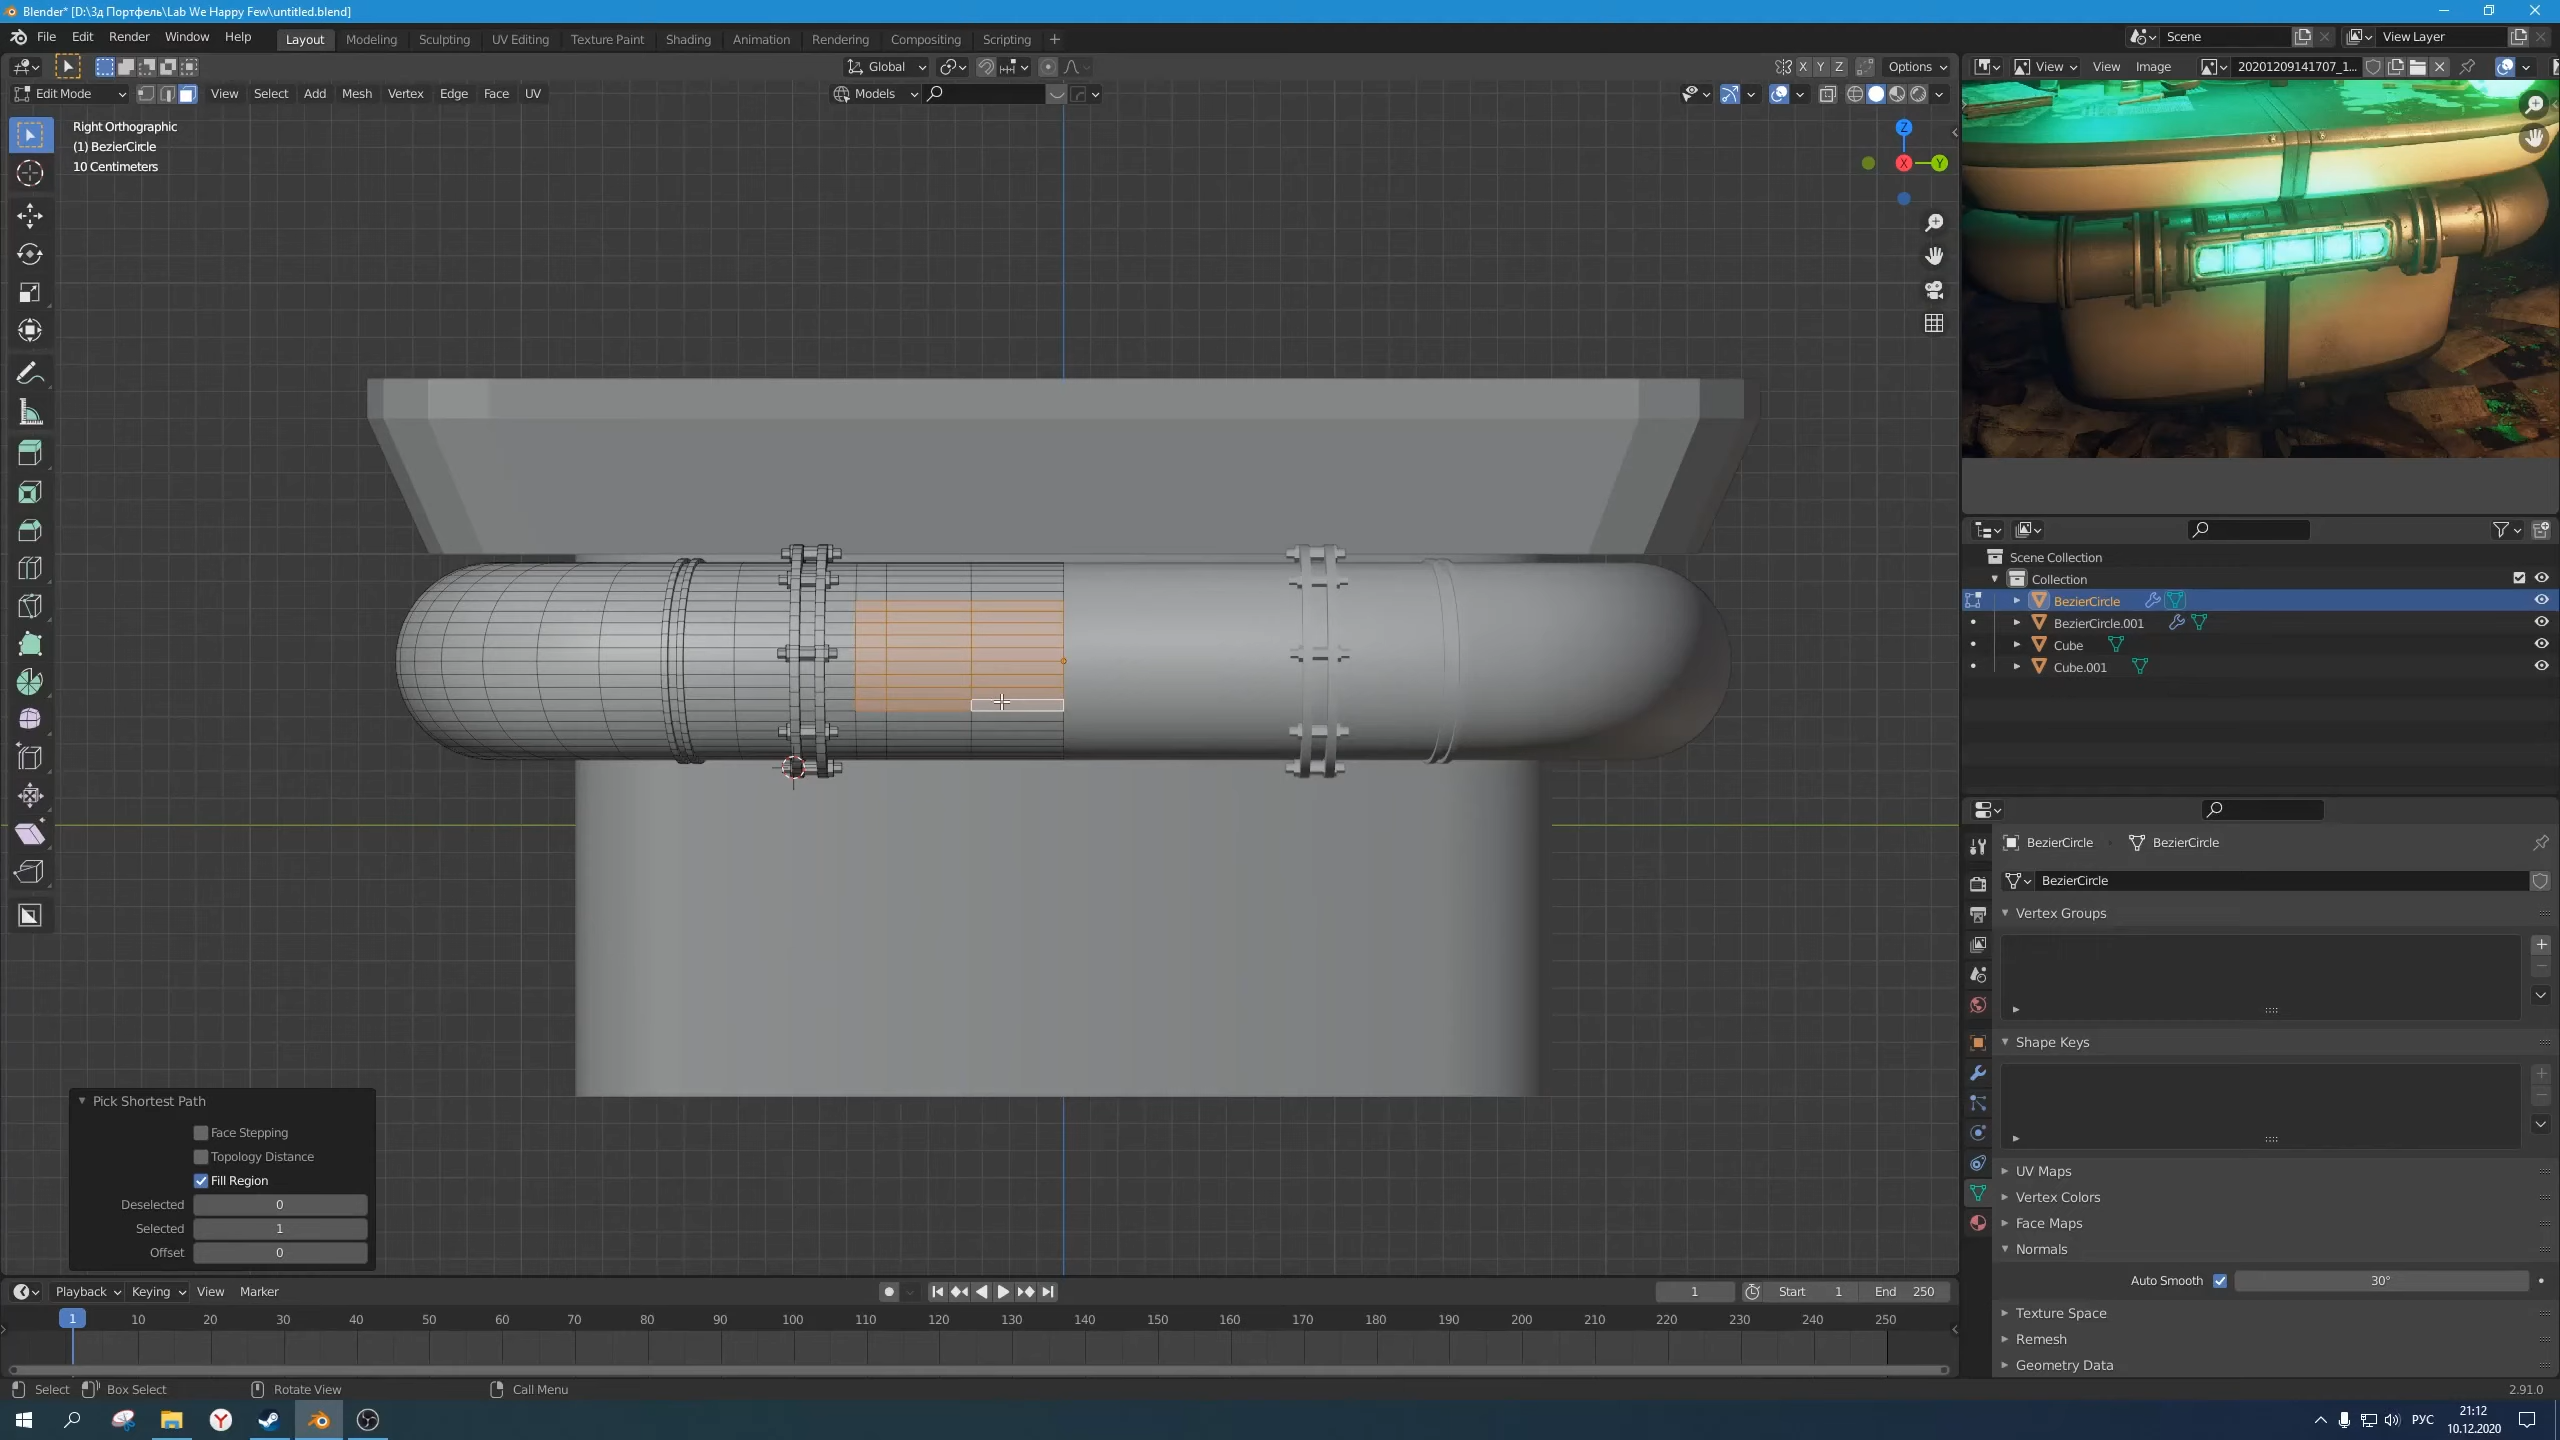 Blender* [D:\3д Портфель\Lab We Happy Few\untitled.blend]
File Edit Render Window Help Layout Modeling Sculpting UV Editing Texture Paint Shading Animation Rendering Compositing Scripting
Scene View Layer
Global X Y Z Options
View View Image 20201209141707_1...
Edit Mode View Select Add Mesh Vertex Edge Face UV Models
Right Orthographic
(1) BezierCircle
10 Centimeters
Z
X Y
Scene Collection
Collection
BezierCircle
BezierCircle.001
Cube
Cube.001
BezierCircle BezierCircle
BezierCircle
Vertex Groups
Shape Keys
UV Maps
Vertex Colors
Face Maps
Normals
Auto Smooth 30°
Texture Space
Remesh
Geometry Data
Pick Shortest Path
Face Stepping
Topology Distance
Fill Region
Deselected 0
Selected 1
Offset 0
Playback Keying View Marker 1 Start 1 End 250
1 10 20 30 40 50 60 70 80 90 100 110 120 130 140 150 160 170 180 190 200 210 220 230 240 250
Select Box Select Rotate View Call Menu 2.91.0
РУС
21:12
10.12.2020